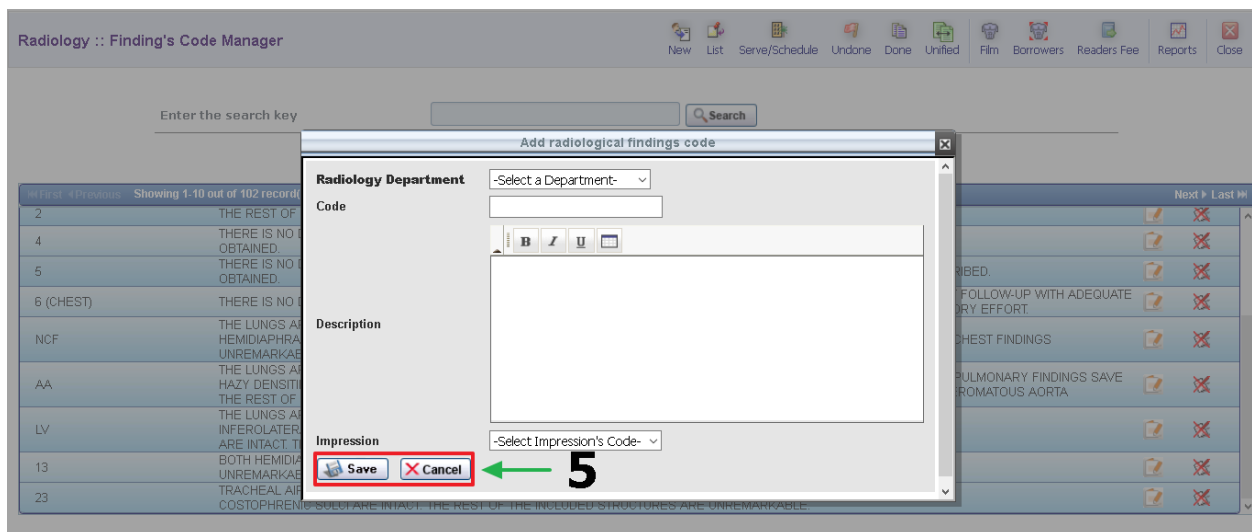 Radiology :: Finding's Code Manager
New List Serve/Schedule Undone Done Unified Film Borrowers Readers Fee Reports Close
Enter the search key
Search
Add radiological findings code
First Previous Showing 1-10 out of 102 record(
Next Last
Radiology Department
-Select a Department-
Code
B I U
Description
Impression
-Select Impression's Code-
Save
Cancel
5
2
THE REST OF
4
THERE IS NO
OBTAINED.
5
THERE IS NO
OBTAINED.
RIBED.
6 (CHEST)
THERE IS NO
FOLLOW-UP WITH ADEQUATE
ORY EFFORT.
NCF
THE LUNGS AR
HEMIDIAPHRA
UNREMARKAB
CHEST FINDINGS
AA
THE LUNGS AR
HAZY DENSITI
THE REST OF
PULMONARY FINDINGS SAVE
EROMATOUS AORTA
LV
THE LUNGS AR
INFEROLATER
ARE INTACT. T
13
BOTH HEMIDIA
UNREMARKAB
23
TRACHEAL AIR
COSTOPHRENIC SULCI ARE INTACT. THE REST OF THE INCLUDED STRUCTURES ARE UNREMARKABLE.